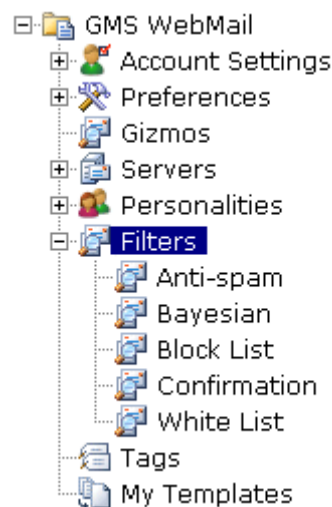 GMS WebMail
Account Settings
Preferences
Gizmos
Servers
Personalities
Filters
Anti-spam
Bayesian
Block List
Confirmation
White List
Tags
My Templates